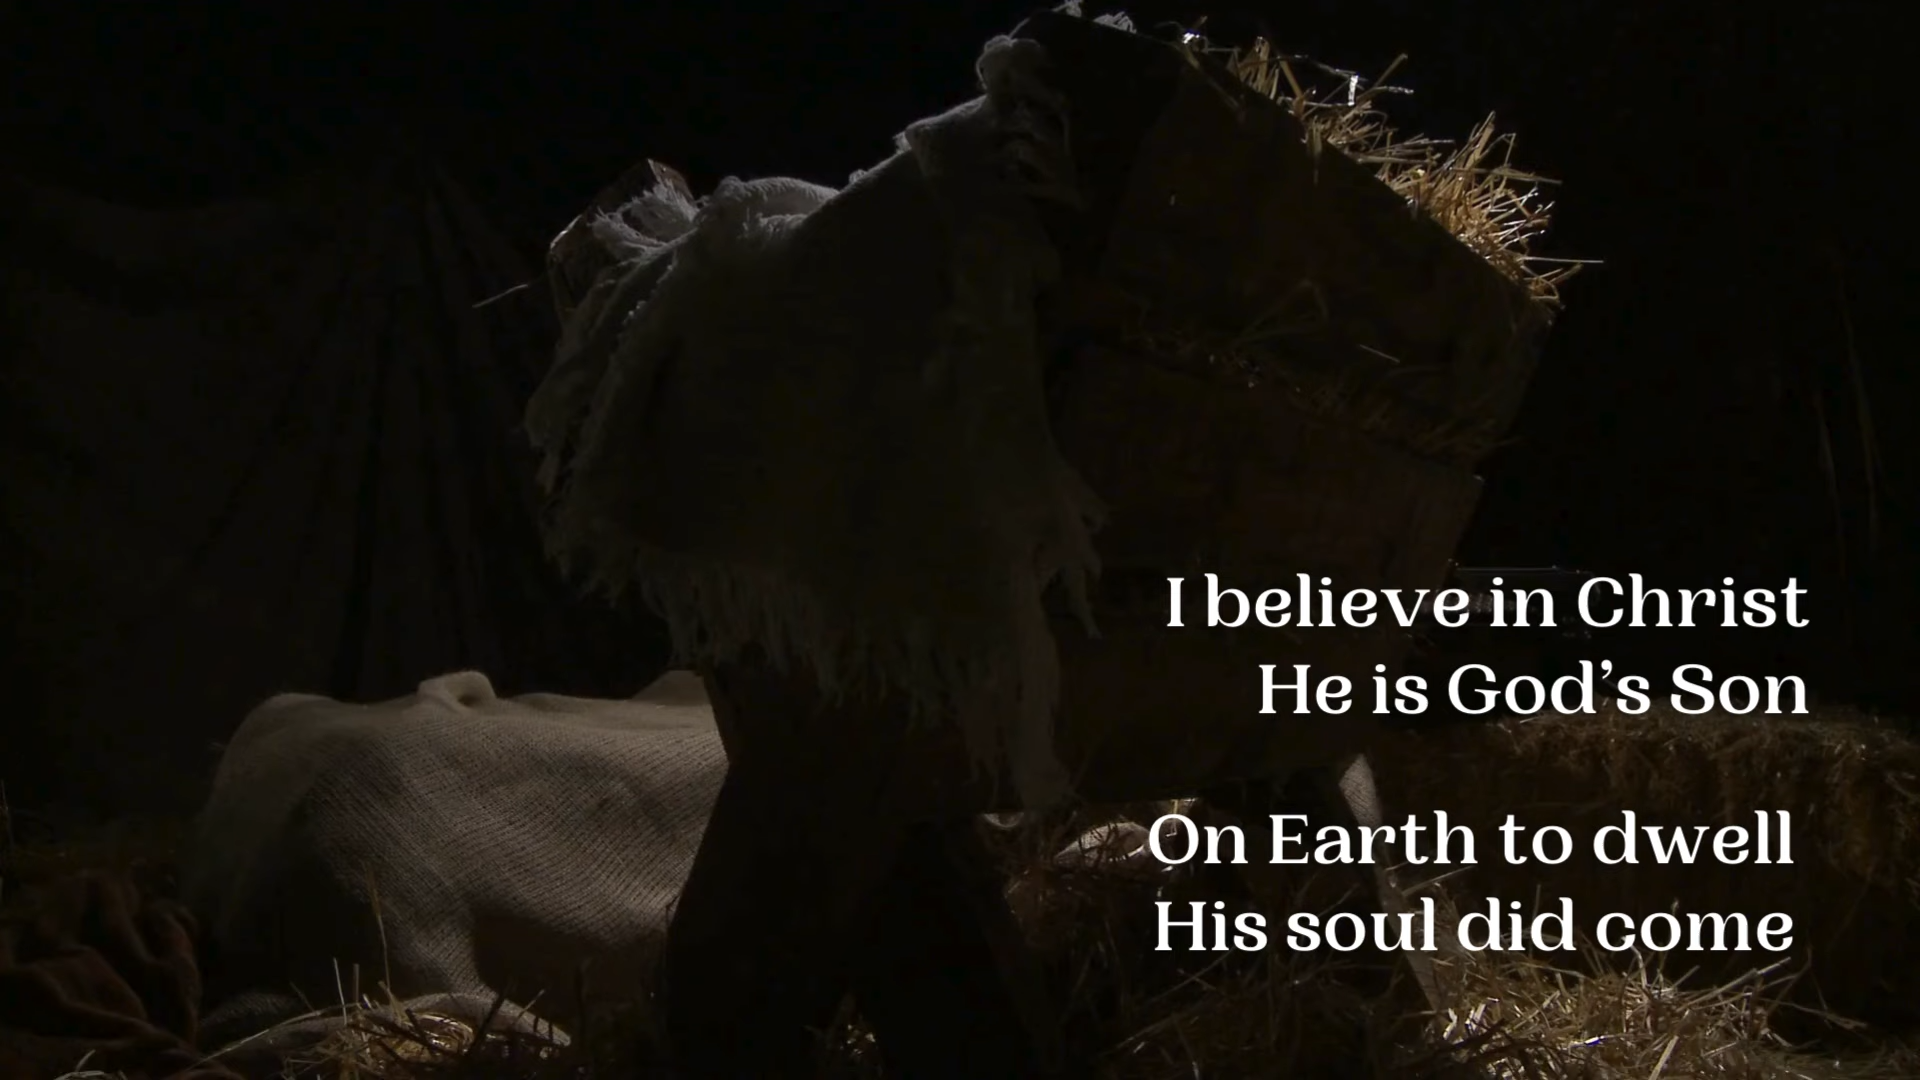 I believe in Christ
He is God’s Son
On Earth to dwell
His soul did come